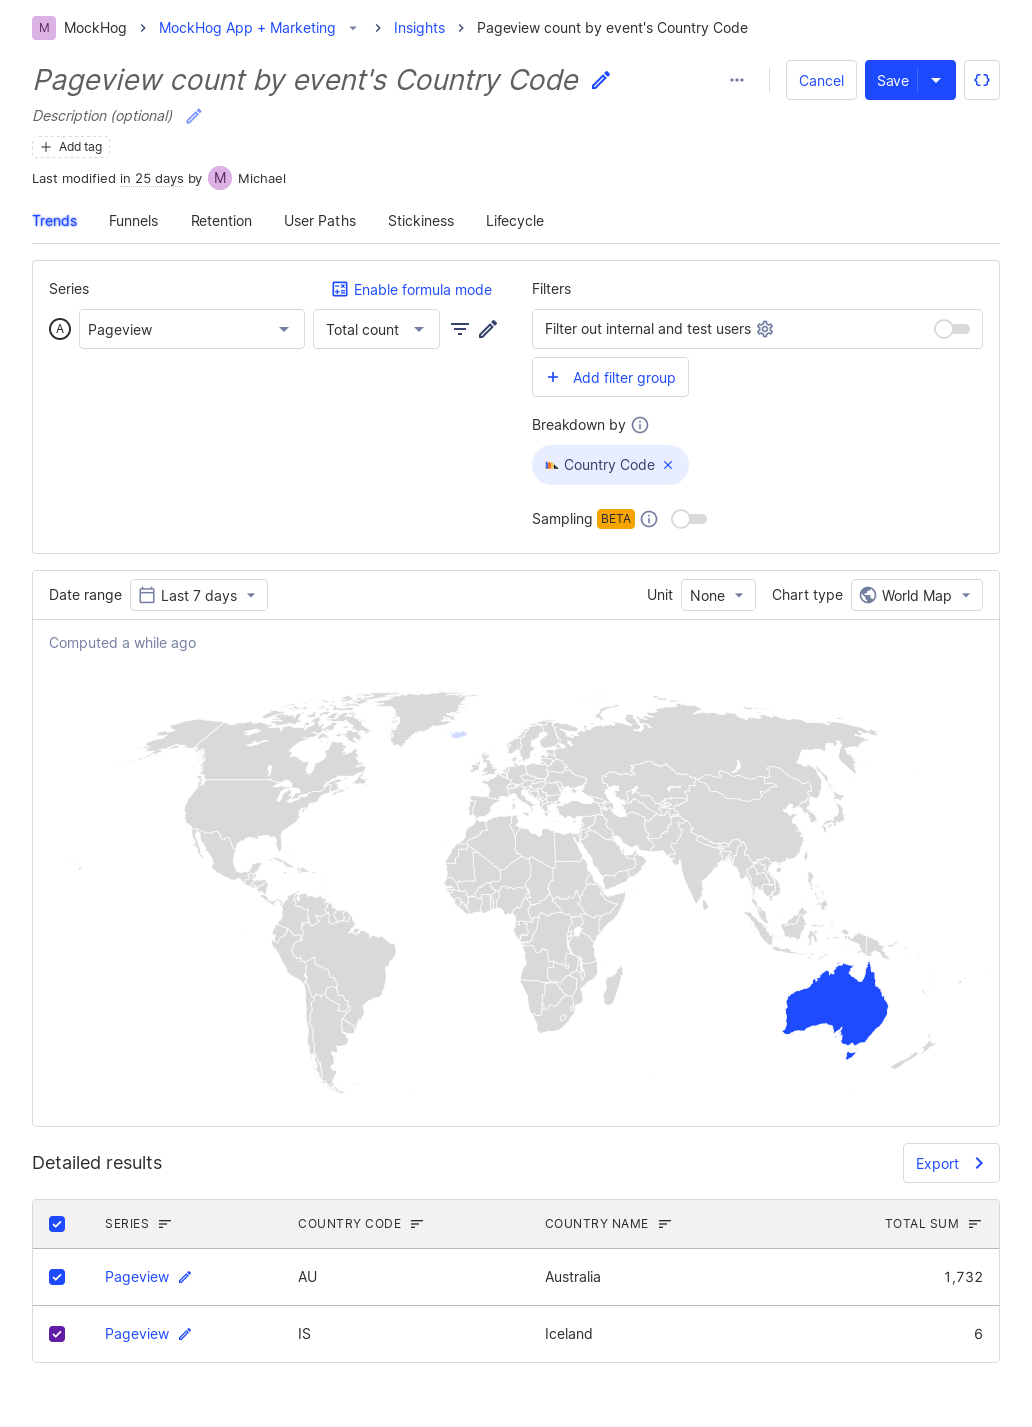 M MockHog MockHog App + Marketing Insights Pageview count by event's Country Code
Pageview count by event's Country Code
Cancel Save
Description (optional)
Add tag
Last modified in 25 days by M Michael
Trends Funnels Retention User Paths Stickiness Lifecycle
Series Enable formula mode
A Pageview Total count
Filters
Filter out internal and test users
Add filter group
Breakdown by
Country Code
Sampling BETA
Date range Last 7 days Unit None Chart type World Map
Computed a while ago
Detailed results Export
SERIES COUNTRY CODE COUNTRY NAME TOTAL SUM
Pageview AU Australia 1,732
Pageview IS Iceland 6